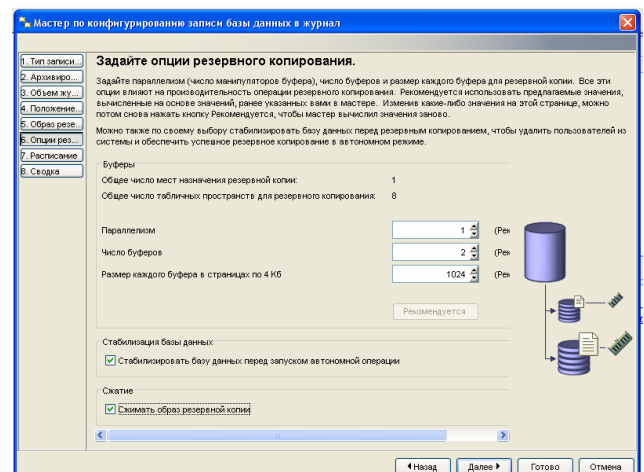 Мастер по конфигурированию записи базы данных в журнал
1. Тип записи...
2. Архивиро...
3. Объем жу...
4. Положение...
5. Образ резе...
6. Опции рез...
7. Расписание
8. Сводка
Задайте опции резервного копирования.
Задайте параллелизм (число манипуляторов буфера), число буферов и размер каждого буфера для резервной копии. Все эти
опции влияют на производительность операции резервного копирования. Рекомендуется использовать предлагаемые значения,
вычисленные на основе значений, ранее указанных вами в мастере. Изменив какие-либо значения на этой странице, можно
потом снова нажать кнопку Рекомендуется, чтобы мастер вычислил значения заново.
Можно также по своему выбору стабилизировать базу данных перед резервным копированием, чтобы удалить пользователей из
системы и обеспечить успешное резервное копирование в автономном режиме.
Буферы
Общее число мест назначения резервной копии: 1
Общее число табличных пространств для резервного копирования: 8
Параллелизм 1 (Рек
Число буферов 2 (Рек
Размер каждого буфера в страницах по 4 Кб 1024 (Рек
Рекомендуется
Стабилизация базы данных
Стабилизировать базу данных перед запуском автономной операции
Сжатие
Сжимать образ резервной копии
Назад Далее Готово Отмена